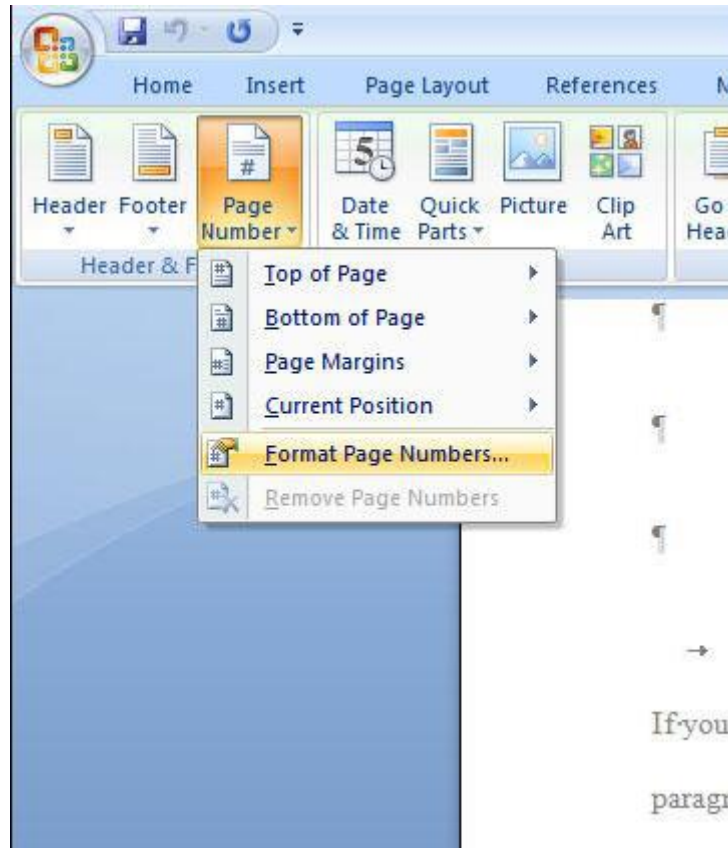 Home Insert Page Layout References
Header Footer Page Number Date & Time Quick Parts Picture Clip Art Go
Header & F
Top of Page
Bottom of Page
Page Margins
Current Position
Format Page Numbers...
Remove Page Numbers
If·you
paragr